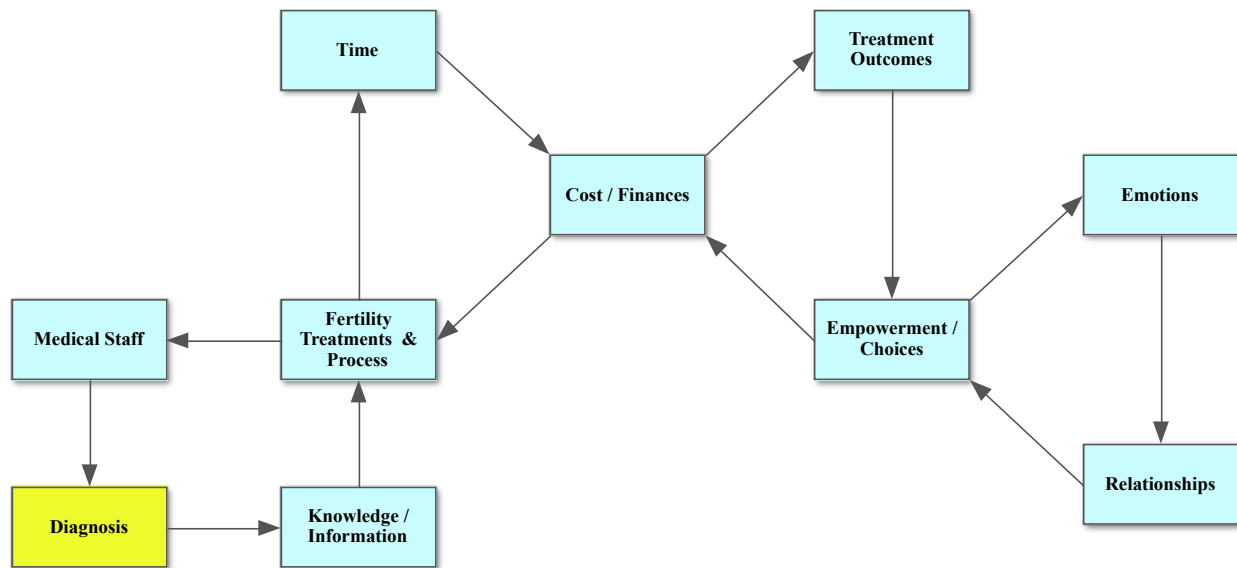 Time
Treatment
Outcomes
Cost / Finances
Emotions
Medical Staff
Fertility
Treatments &
Process
Empowerment /
Choices
Relationships
Diagnosis
Knowledge /
Information